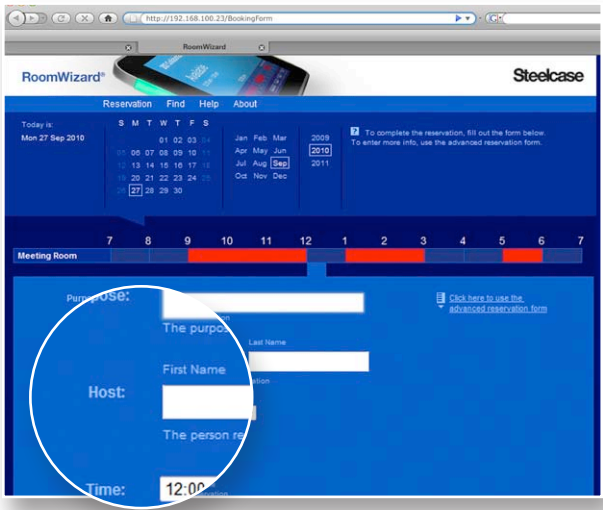 http://192.168.100.23/BookingForm
RoomWizard
RoomWizard®
Steelcase
Reservation Find Help About
Today is:
Mon 27 Sep 2010
S M T W T F S
01 02 03 04
05 06 07 08 09 10
12 13 14 15 16 17 18
19 20 21 22 23 24 25
26 27 28 29 30
Jan Feb Mar
Apr May Jun
Jul Aug Sep
Oct Nov Dec
2009
2010
2011
? To complete the reservation, fill out the form below.
To enter more info, use the advanced reservation form.
7 8 9 10 11 12 1 2 3 4 5 6 7
Meeting Room
Purpose:
The purpo
Click here to use the
advanced reservation form
Last Name
First Name
Host:
The person re
Time:
12:00